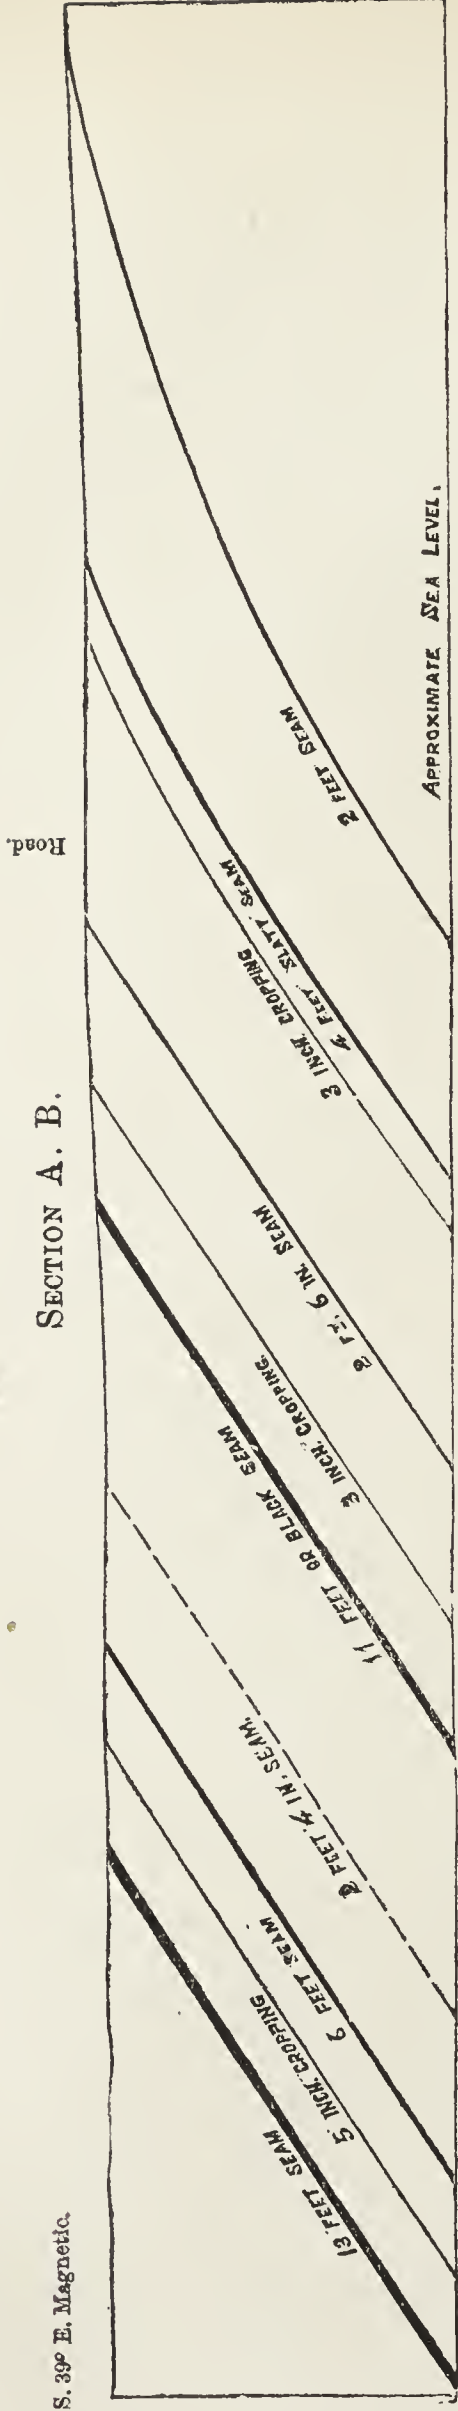 SECTION A. B.
S. 39º E. Magnetic.
Road.
13 FEET SEAM
5 INCH CROPPING
6 FEET SEAM
2 FEET 4 IN. SEAM.
11 FEET OR BLACK SEAM
3 INCH CROPPING.
2 FT. 6 IN. SEAM
3 INCH CROPPING
4 FEET SLATY SEAM
2 FEET SEAM
APPROXIMATE SEA LEVEL.